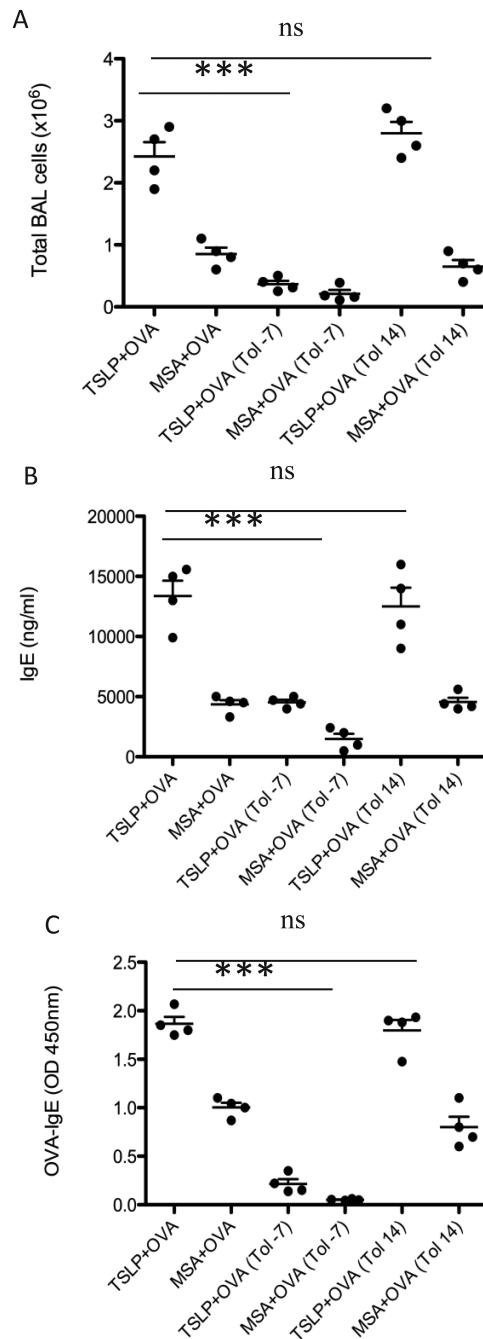 A
ns
***
Total BAL cells (x10⁶)
4
3
2
1
0
TSLP+OVA
MSA+OVA
TSLP+OVA (Tol -7)
MSA+OVA (Tol -7)
TSLP+OVA (Tol 14)
MSA+OVA (Tol 14)
B
ns
***
IgE (ng/ml)
20000
15000
10000
5000
0
TSLP+OVA
MSA+OVA
TSLP+OVA (Tol -7)
MSA+OVA (Tol -7)
TSLP+OVA (Tol 14)
MSA+OVA (Tol 14)
C
ns
***
OVA-IgE (OD 450nm)
2.5
2.0
1.5
1.0
0.5
0.0
TSLP+OVA
MSA+OVA
TSLP+OVA (Tol -7)
MSA+OVA (Tol -7)
TSLP+OVA (Tol 14)
MSA+OVA (Tol 14)